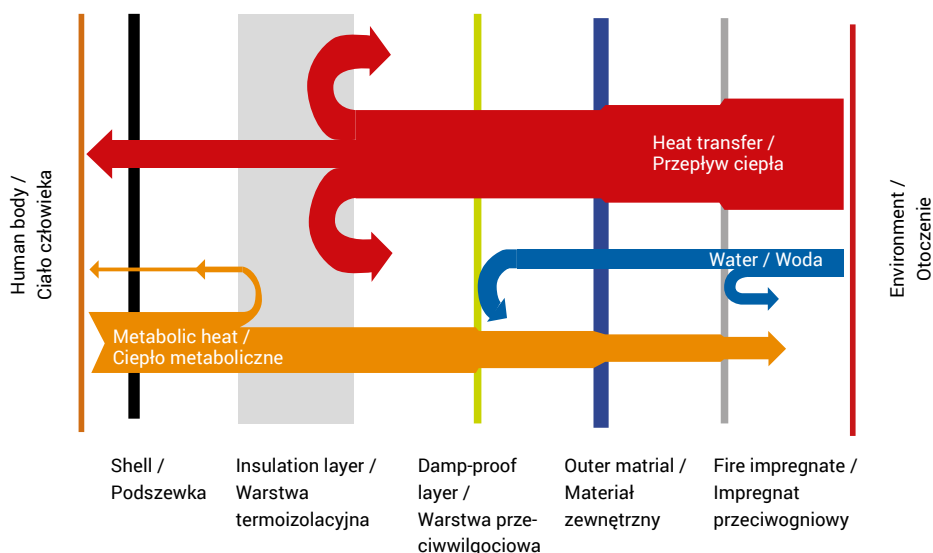 Human body /
Ciało człowieka
Heat transfer /
Przepływ ciepła
Water / Woda
Metabolic heat /
Ciepło metaboliczne
Environment /
Otoczenie
Shell /
Podszewka
Insulation layer /
Warstwa
termoizolacyjna
Damp-proof
layer /
Warstwa prze-
ciwwilgociowa
Outer matrial /
Materiał
zewnętrzny
Fire impregnate /
Impregnat
przeciwogniowy